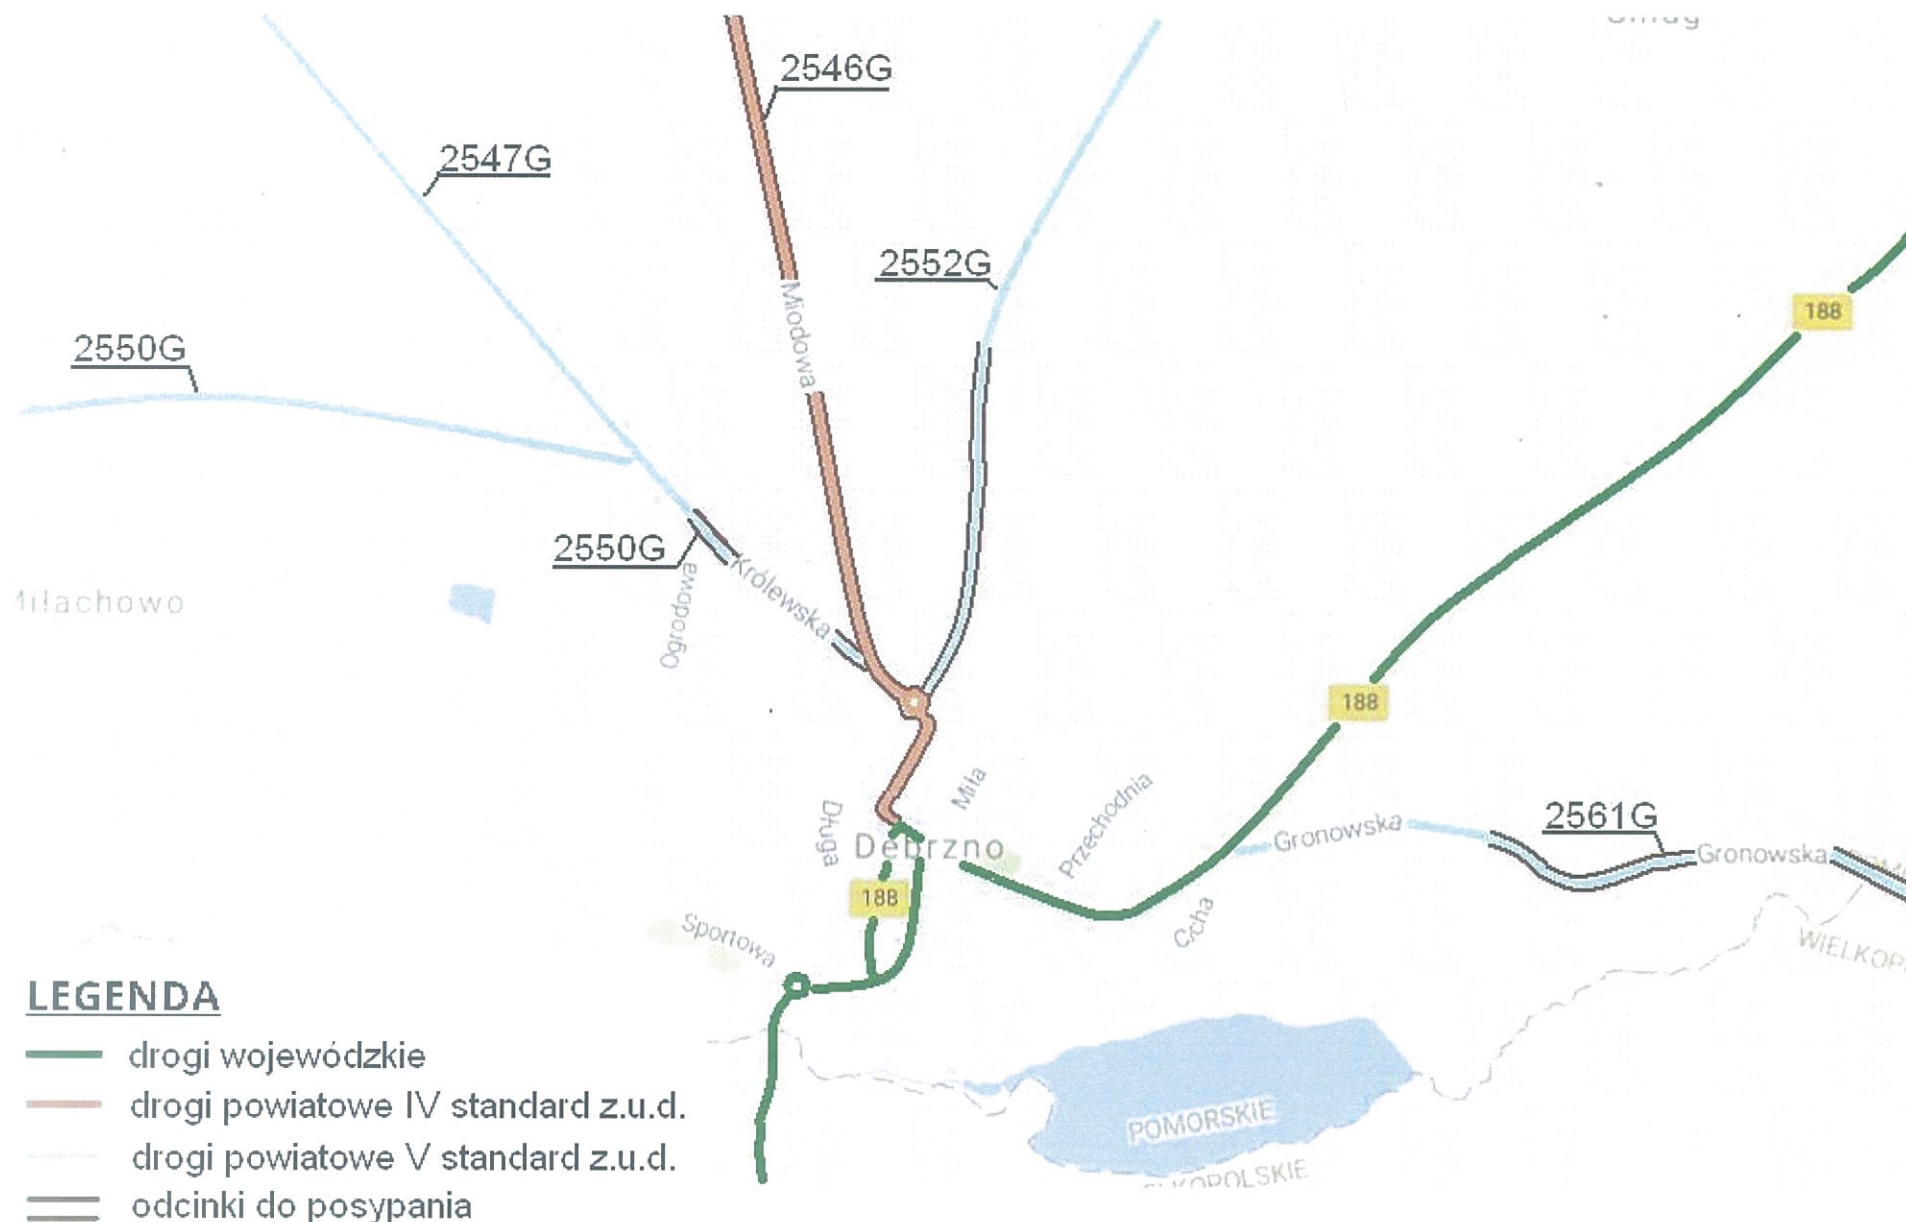 2546G
2547G
2552G
188
Miodowa
2550G
2550G
Królewska
Ogrodowa
188
Miła
Przechodnia
Długa
Gronowska
2561G
Debrzno
Gronowska
188
Cicha
Sportowa
LEGENDA
drogi wojewódzkie
drogi powiatowe IV standard z.u.d.
drogi powiatowe V standard z.u.d.
odcinki do posypania
POMORSKIE